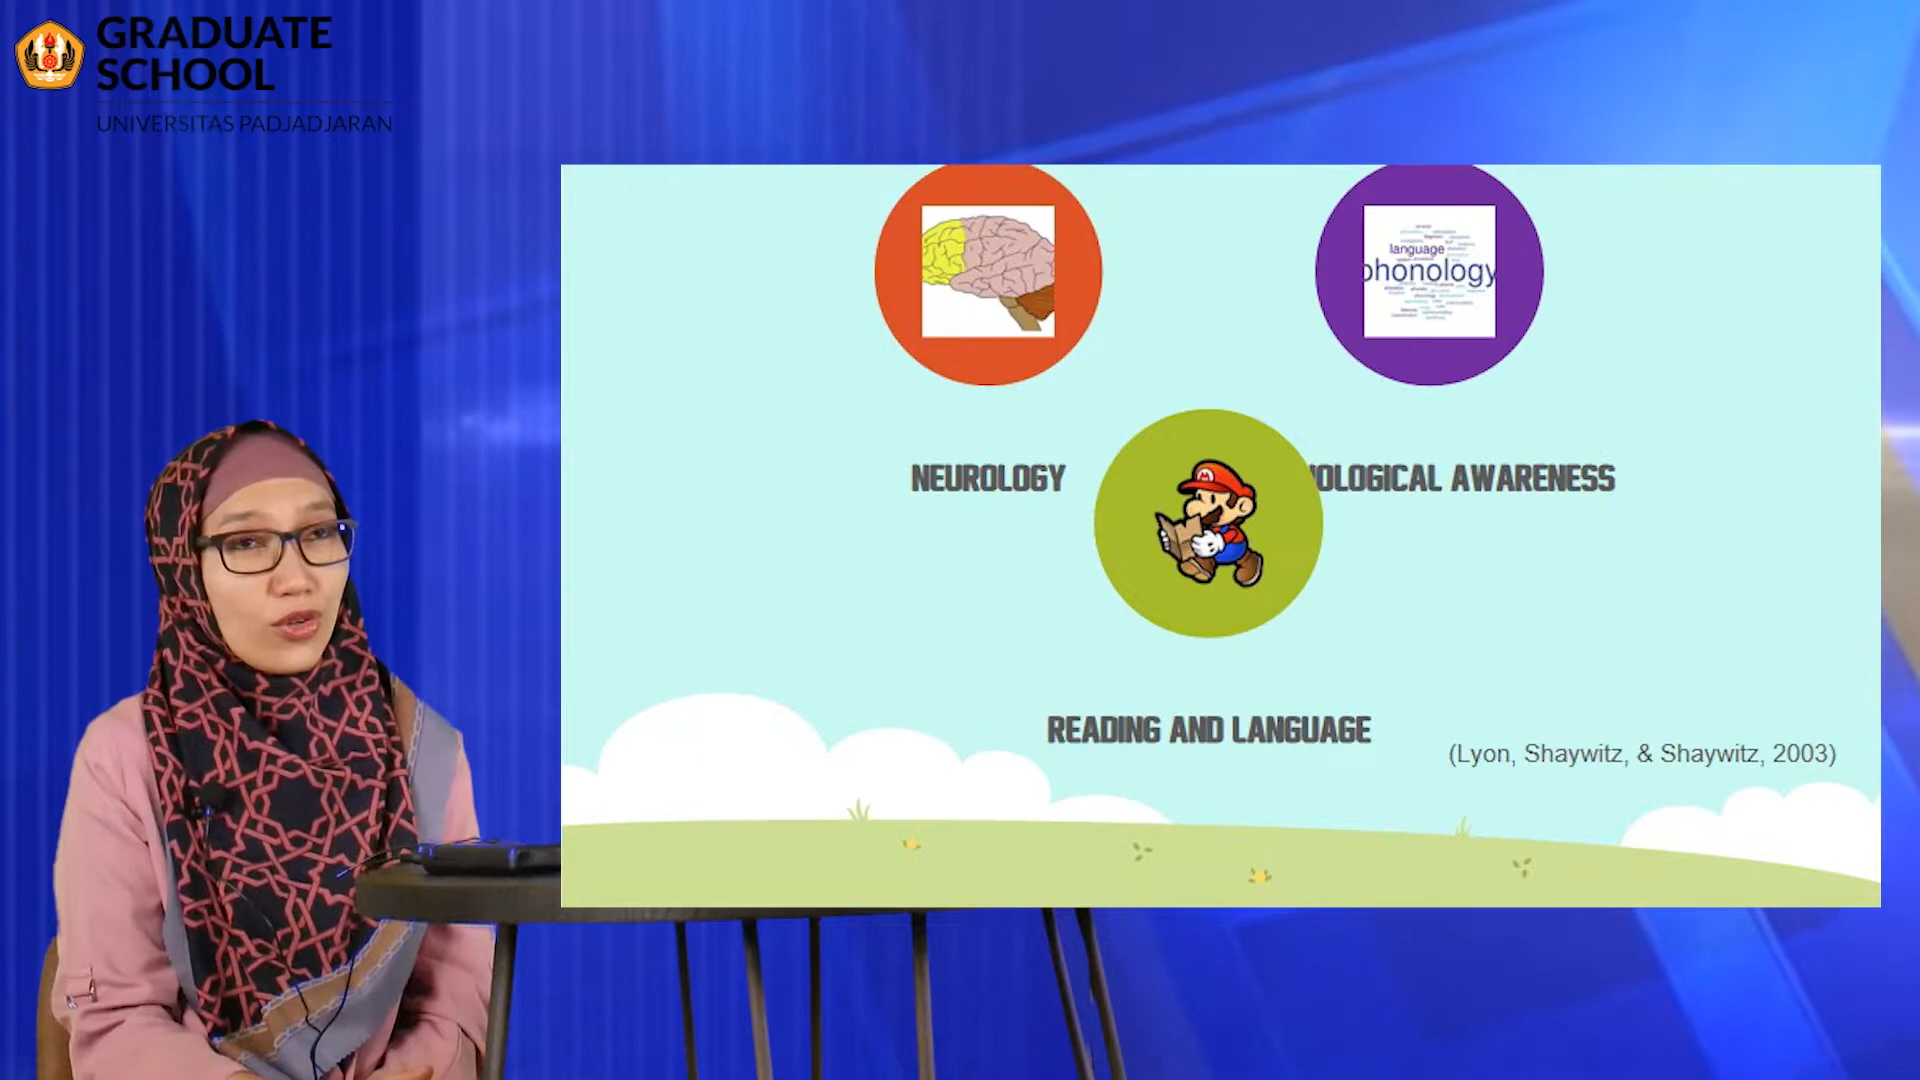 GRADUATE
SCHOOL
UNIVERSITAS PADJADJARAN
language
phonology
NEUROLOGY
OLOGICAL AWARENESS
M
READING AND LANGUAGE
(Lyon, Shaywitz, & Shaywitz, 2003)